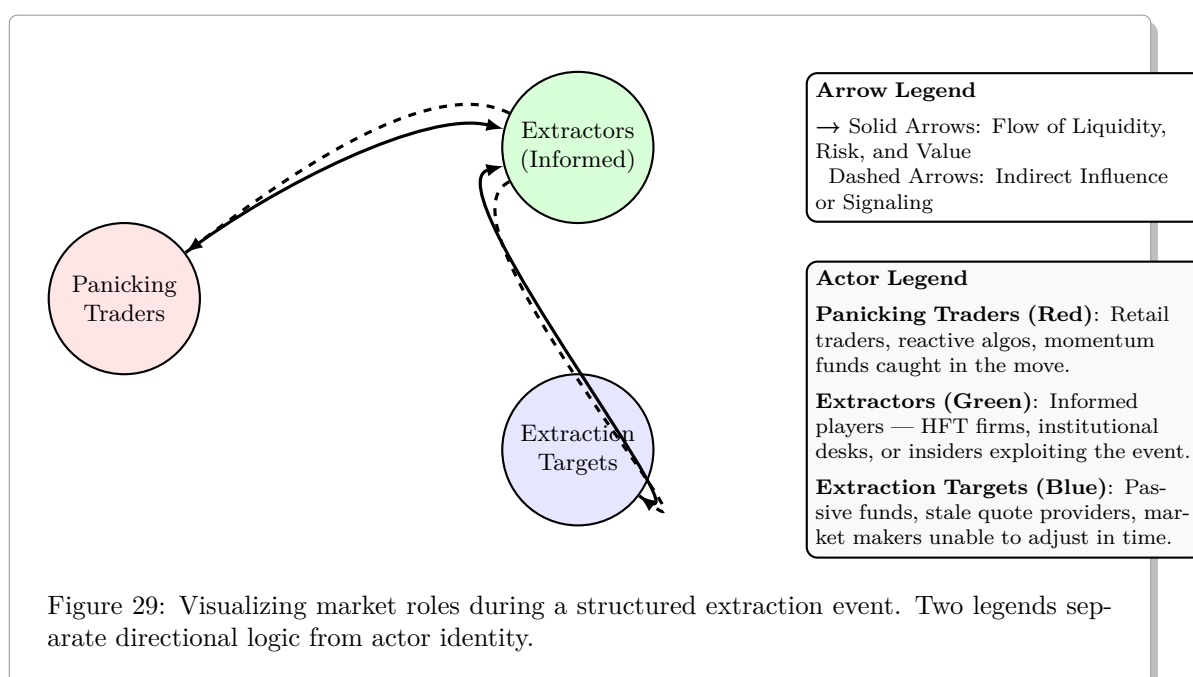 Extractors
(Informed)
Panicking
Traders
Extraction
Targets
Arrow Legend
→ Solid Arrows: Flow of Liquidity,
Risk, and Value
Dashed Arrows: Indirect Influence
or Signaling
Actor Legend
Panicking Traders (Red): Retail
traders, reactive algos, momentum
funds caught in the move.
Extractors (Green): Informed
players — HFT firms, institutional
desks, or insiders exploiting the event.
Extraction Targets (Blue): Pas-
sive funds, stale quote providers, mar-
ket makers unable to adjust in time.
Figure 29: Visualizing market roles during a structured extraction event. Two legends sep-
arate directional logic from actor identity.